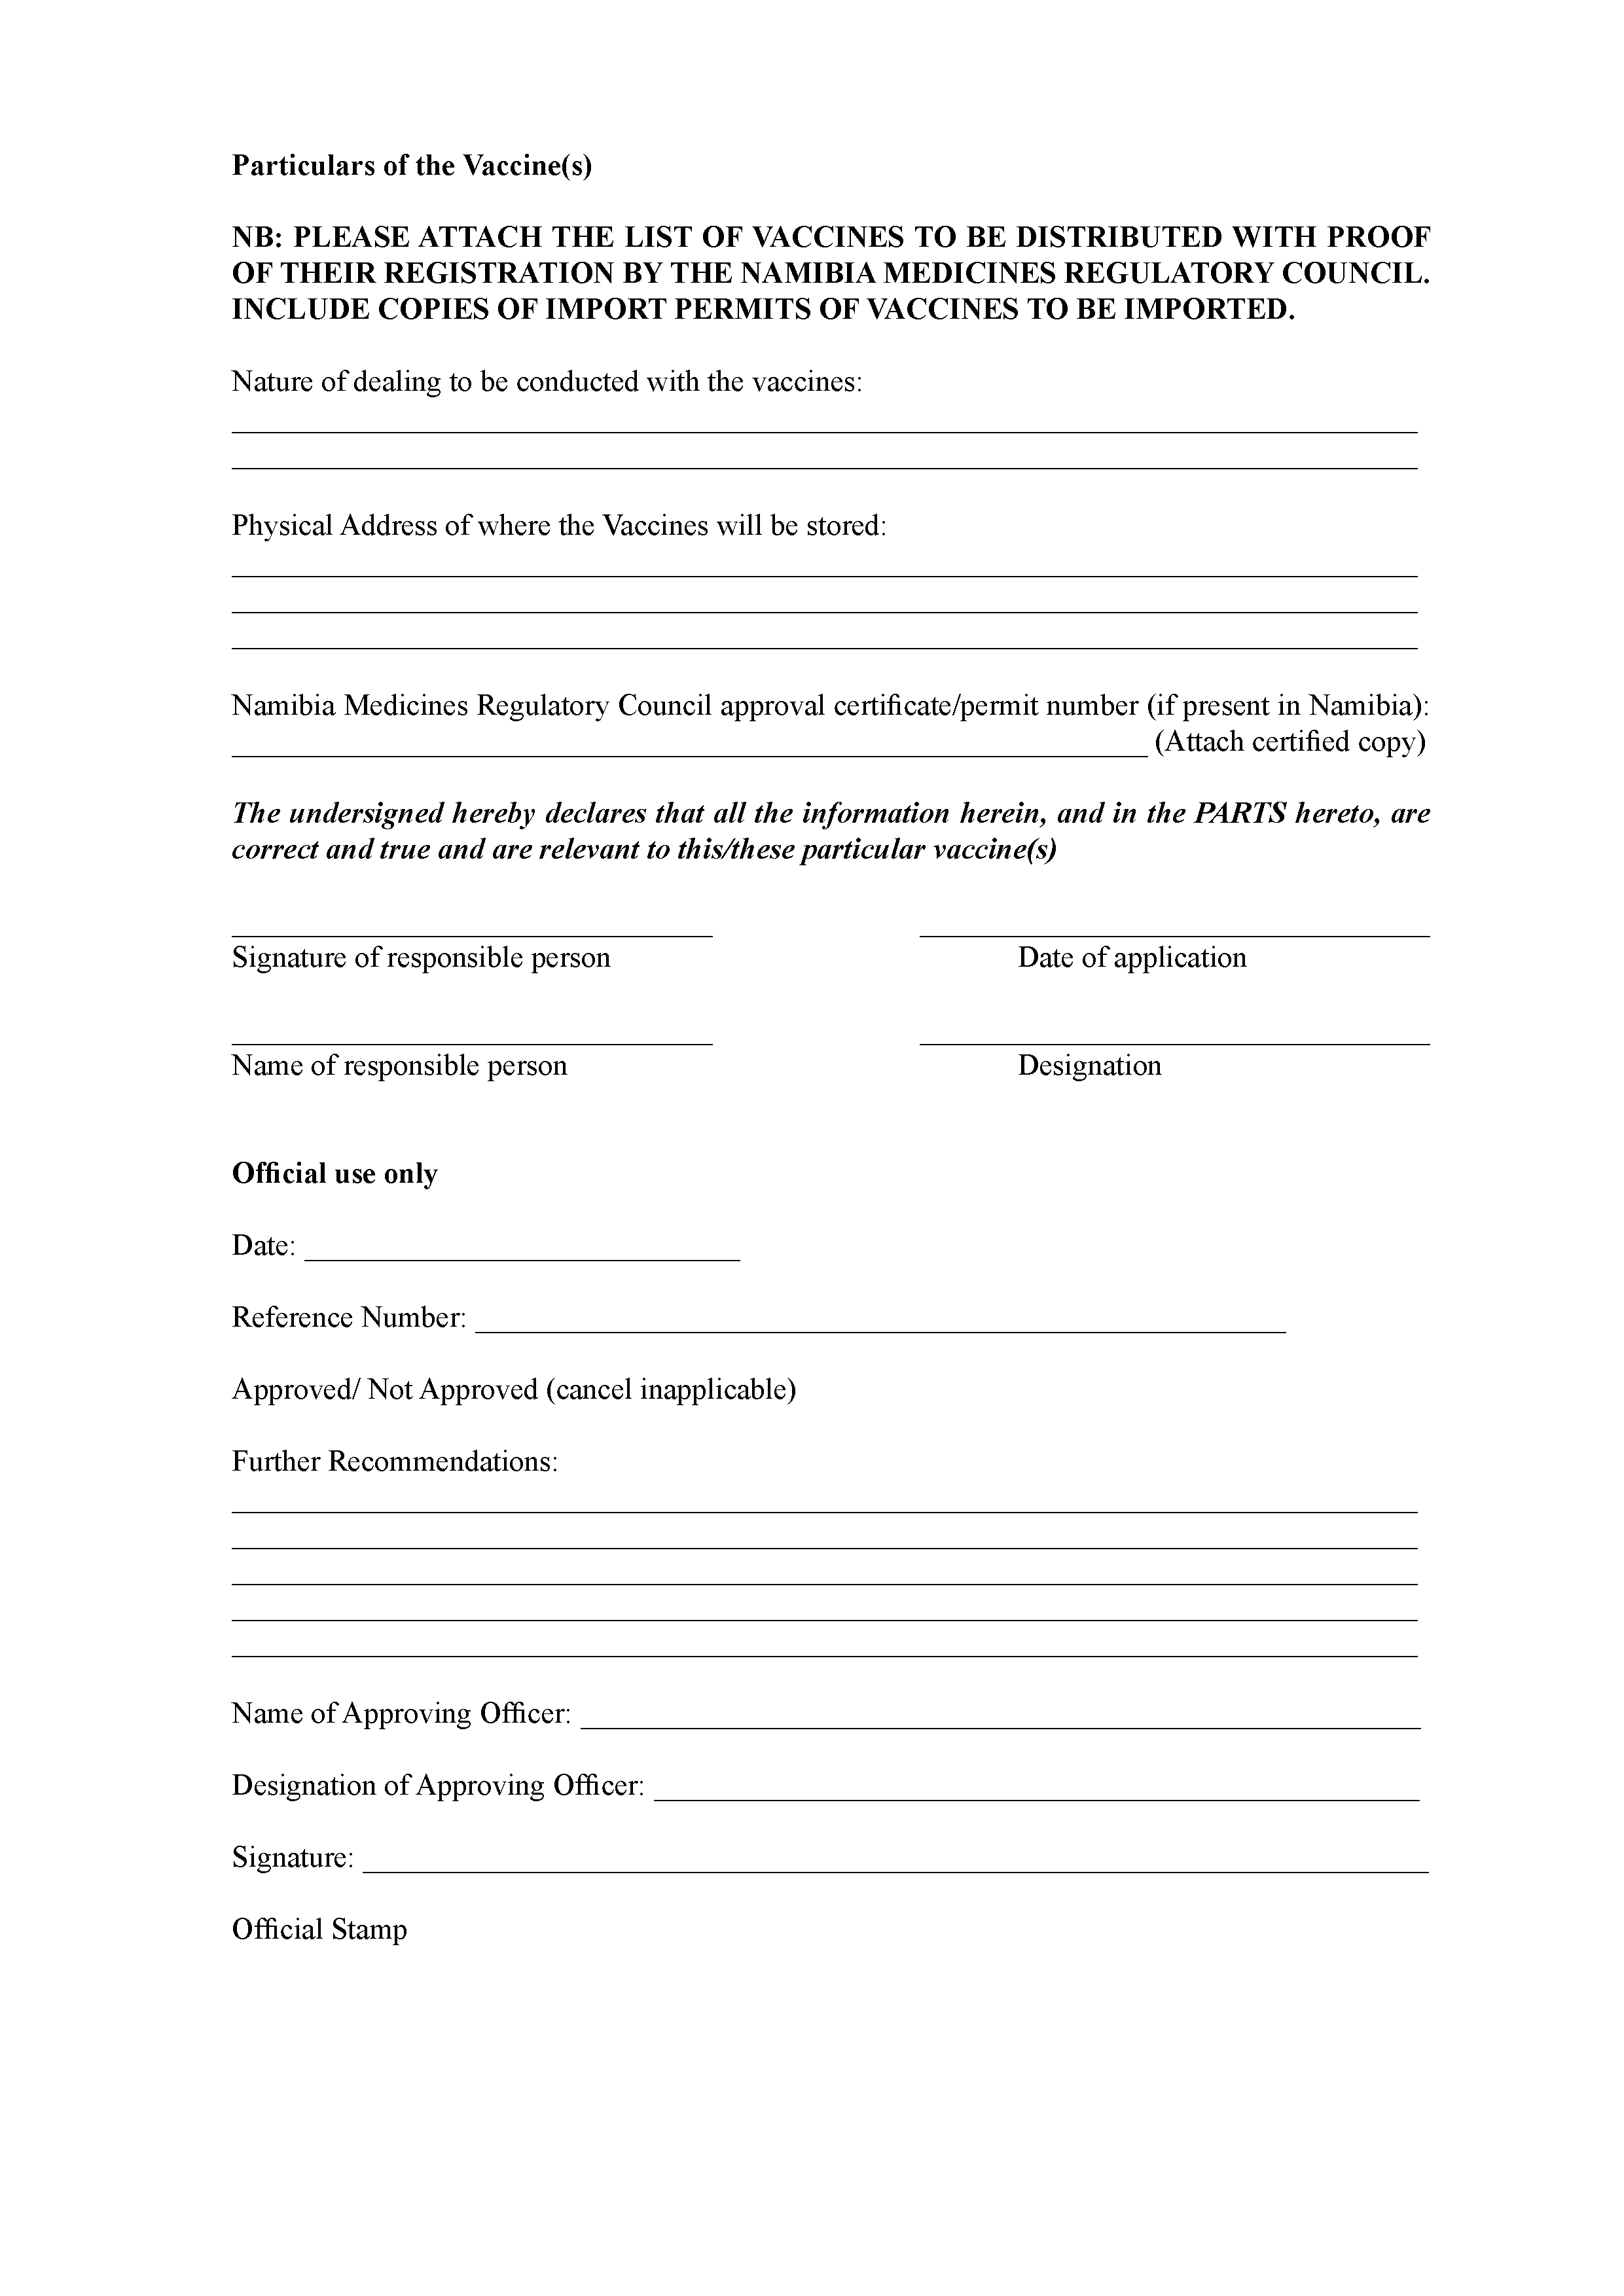 Particulars of the Vaccine(s)
NB: PLEASE ATTACH THE LIST OF VACCINES TO BE DISTRIBUTED WITH PROOF
OF THEIR REGISTRATION BY THE NAMIBIA MEDICINES REGULATORY COUNCIL.
INCLUDE COPIES OF IMPORT PERMITS OF VACCINES TO BE IMPORTED.
Nature of dealing to be conducted with the vaccines:
Physical Address of where the Vaccines will be stored:
Namibia Medicines Regulatory Council approval certificate/permit number (if present in Namibia):
(Attach certified copy)
The undersigned hereby declares that all the information herein, and in the PARTS hereto, are
correct and true and are relevant to this/these particular vaccine(s)
Signature of responsible person Date of application
Name of responsible person Designation
Official use only
Date:
Reference Number:
Approved/ Not Approved (cancel inapplicable)
Further Recommendations:
Name of Approving Officer:
Designation of Approving Officer:
Signature:
Official Stamp